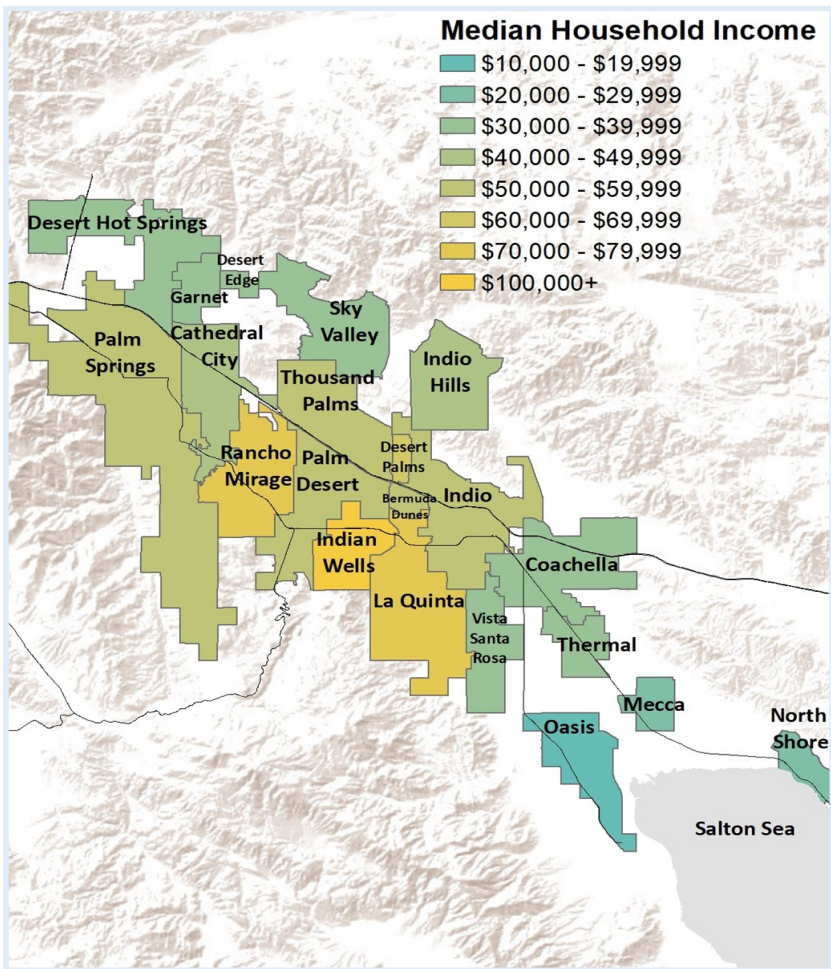 Median Household Income
$10,000 - $19,999
$20,000 - $29,999
$30,000 - $39,999
$40,000 - $49,999
$50,000 - $59,999
$60,000 - $69,999
$70,000 - $79,999
$100,000+
Desert Hot Springs
Desert
Edge
Garnet
Sky
Valley
Cathedral
City
Palm
Springs
Indio
Hills
Thousand
Palms
Rancho
Mirage
Palm
Desert
Desert
Palms
Bermuda
Dunes
Indio
Indian
Wells
Coachella
La Quinta
Vista
Santa
Rosa
Thermal
Mecca
Oasis
North
Shore
Salton Sea